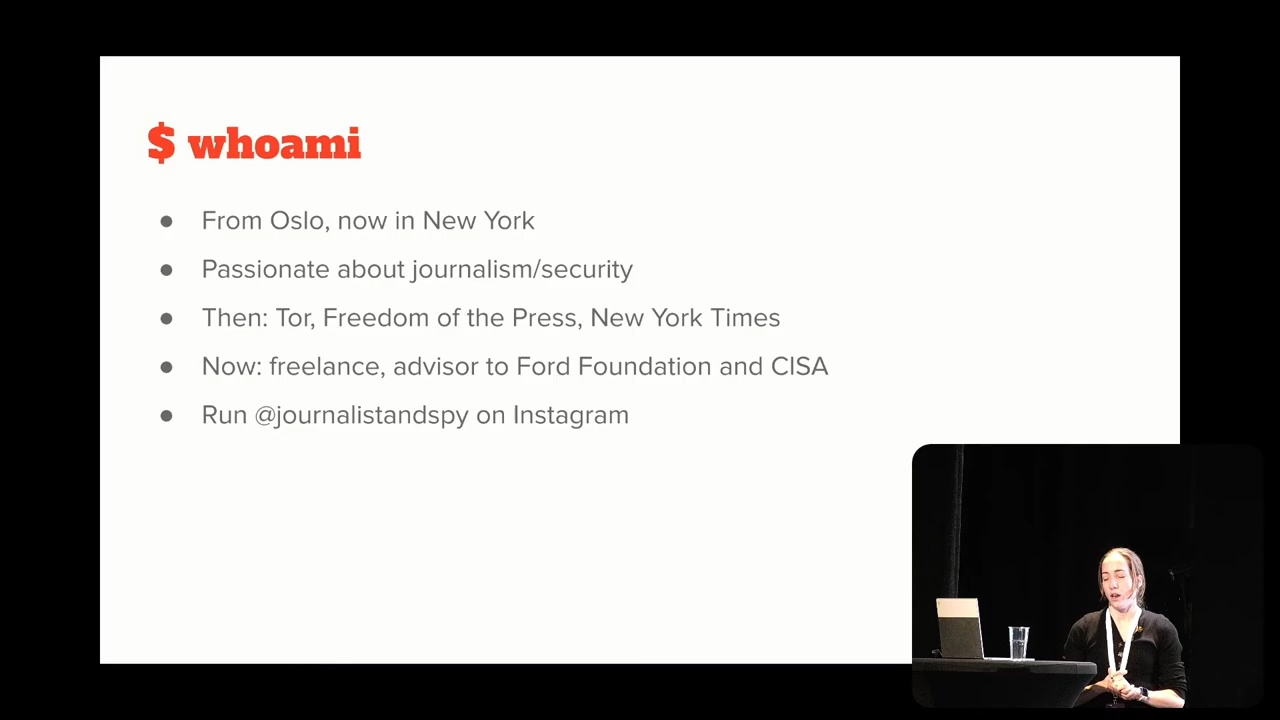 $ whoami
● From Oslo, now in New York
● Passionate about journalism/security
● Then: Tor, Freedom of the Press, New York Times
● Now: freelance, advisor to Ford Foundation and CISA
● Run @journalistandspy on Instagram